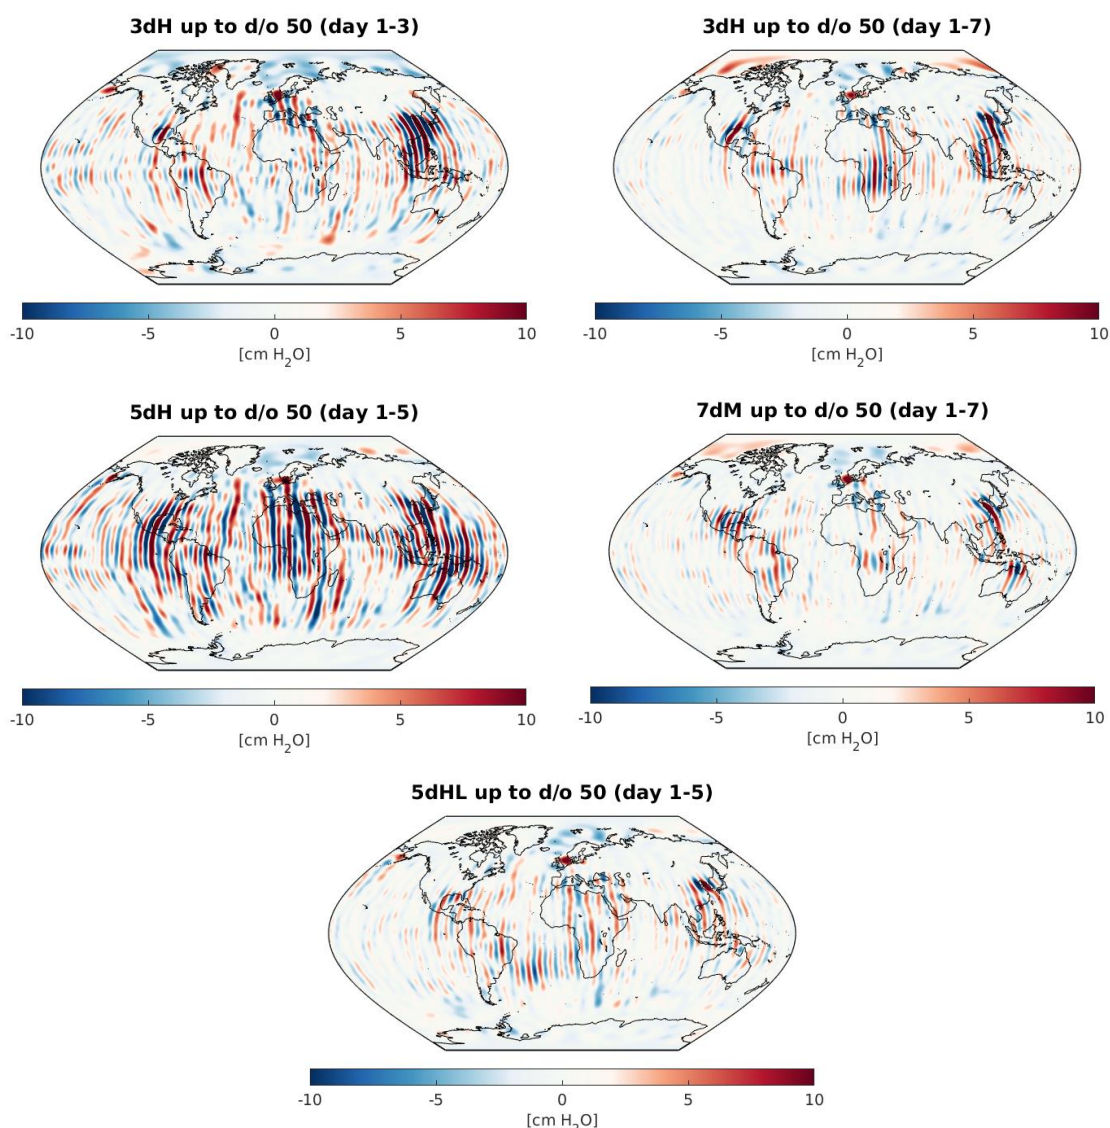 3dH up to d/o 50 (day 1-3)
-10 -5 0 5 10
[cm H₂O]
3dH up to d/o 50 (day 1-7)
-10 -5 0 5 10
[cm H₂O]
5dH up to d/o 50 (day 1-5)
-10 -5 0 5 10
[cm H₂O]
7dM up to d/o 50 (day 1-7)
-10 -5 0 5 10
[cm H₂O]
5dHL up to d/o 50 (day 1-5)
-10 -5 0 5 10
[cm H₂O]